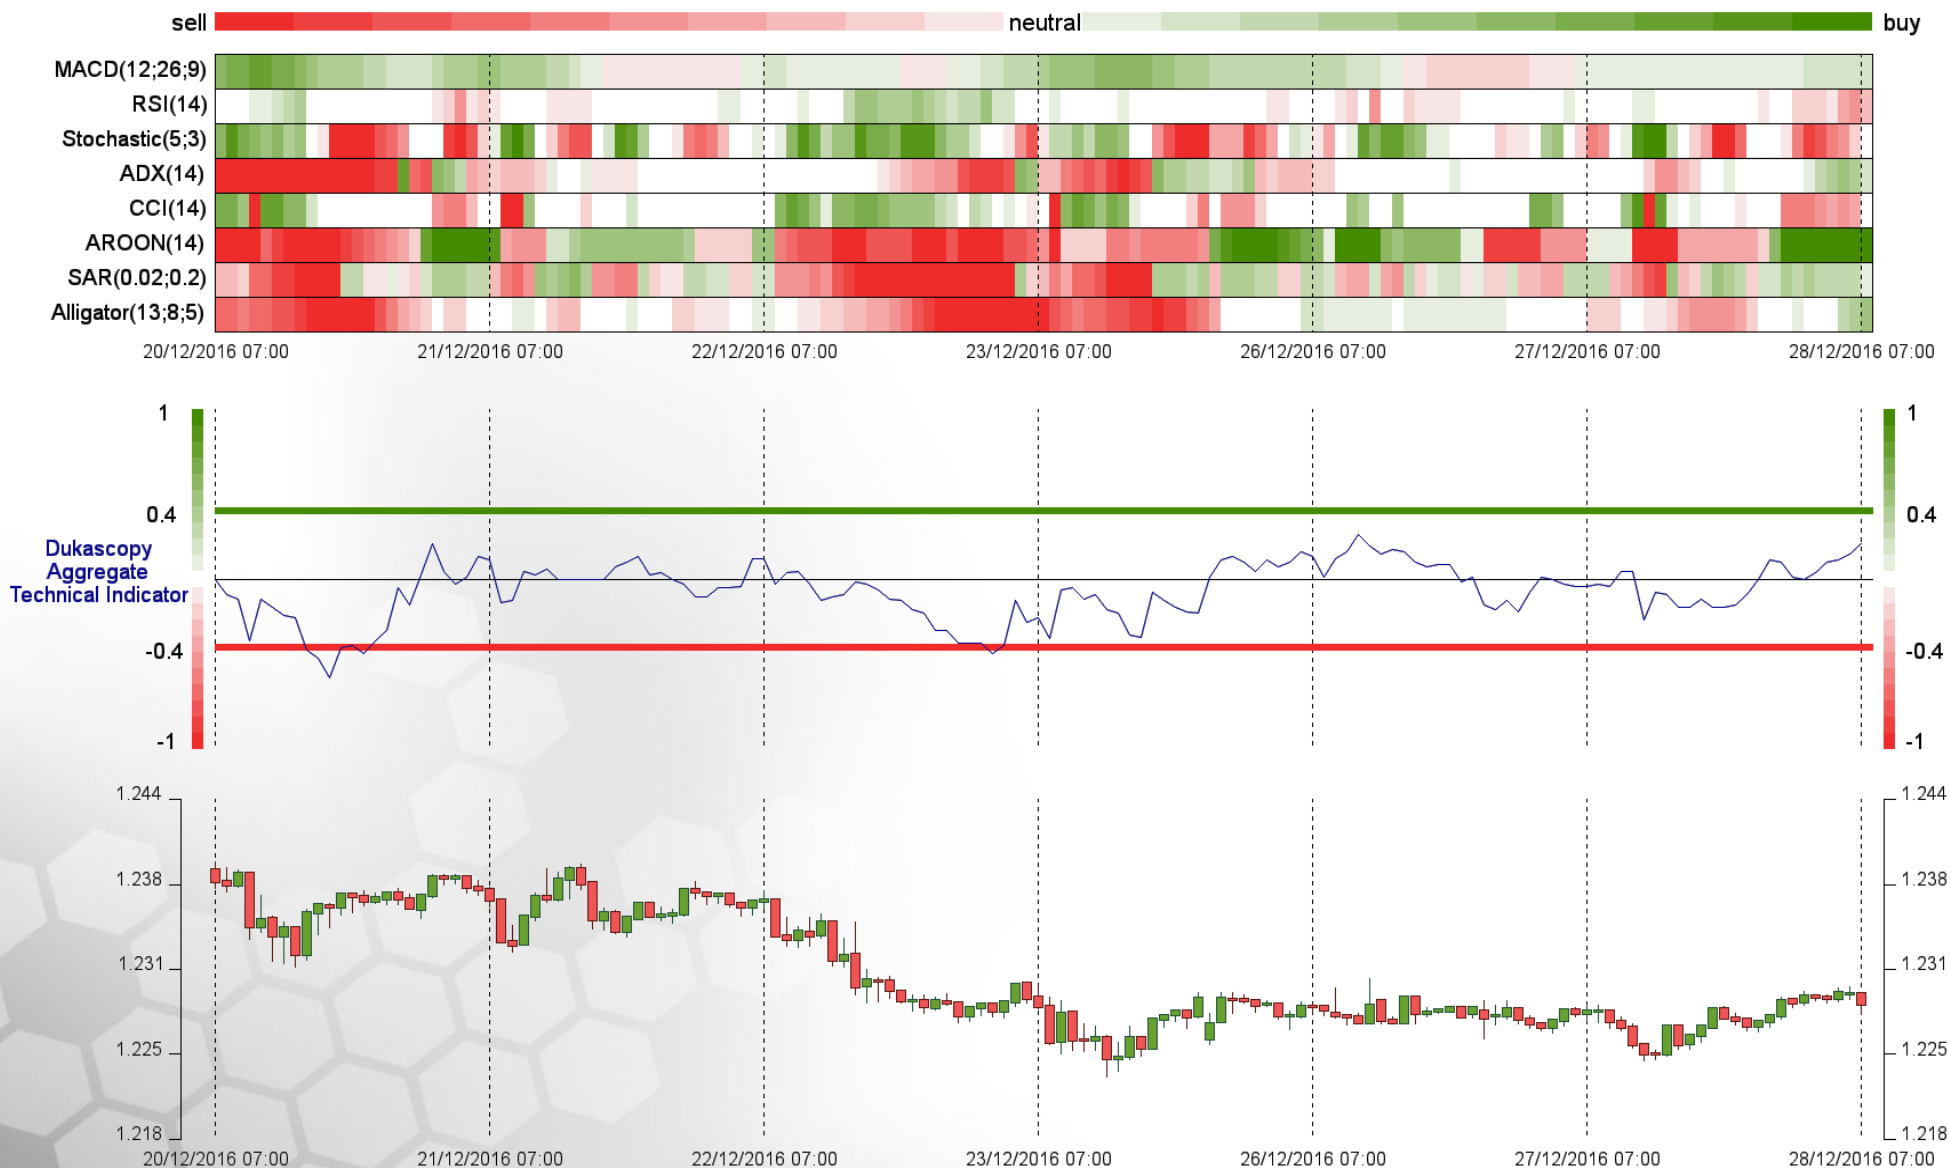 sell neutral buy
MACD(12;26;9)
RSI(14)
Stochastic(5;3)
ADX(14)
CCI(14)
AROON(14)
SAR(0.02;0.2)
Alligator(13;8;5)
20/12/2016 07:00 21/12/2016 07:00 22/12/2016 07:00 23/12/2016 07:00 26/12/2016 07:00 27/12/2016 07:00 28/12/2016 07:00
1 1
0.4 0.4
Dukascopy
Aggregate
Technical Indicator
-0.4 -0.4
-1 -1
1.244 1.244
1.238 1.238
1.231 1.231
1.225 1.225
1.218 1.218
20/12/2016 07:00 21/12/2016 07:00 22/12/2016 07:00 23/12/2016 07:00 26/12/2016 07:00 27/12/2016 07:00 28/12/2016 07:00